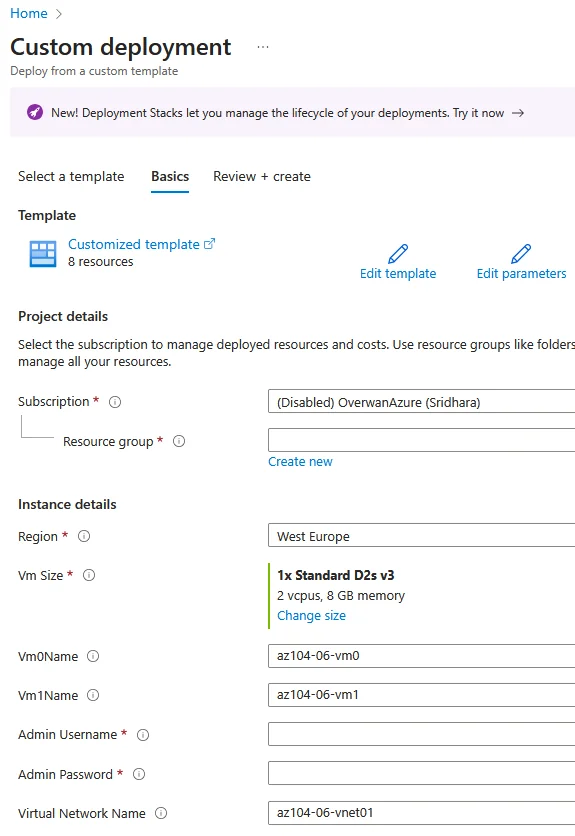 Home
Custom deployment ...
Deploy from a custom template
New! Deployment Stacks let you manage the lifecycle of your deployments. Try it now →
Select a template Basics Review + create
Template
Customized template
8 resources
Edit template Edit parameters
Project details
Select the subscription to manage deployed resources and costs. Use resource groups like folders
manage all your resources.
Subscription * (Disabled) OverwanAzure (Sridhara)
Resource group *
Create new
Instance details
Region * West Europe
Vm Size * 1x Standard D2s v3
2 vcpus, 8 GB memory
Change size
Vm0Name az104-06-vm0
Vm1Name az104-06-vm1
Admin Username *
Admin Password *
Virtual Network Name az104-06-vnet01